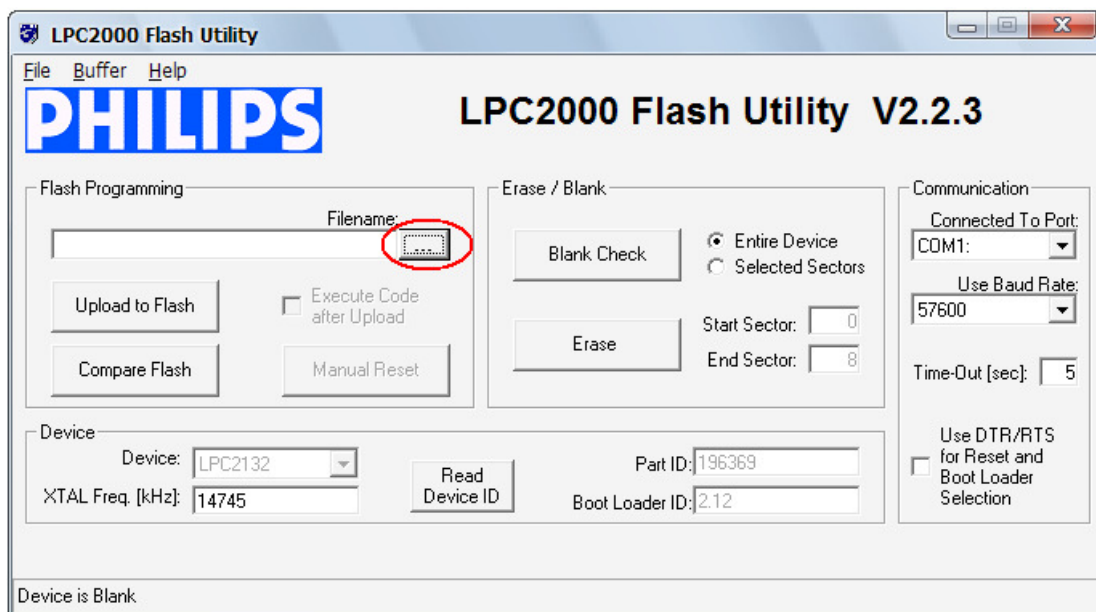 LPC2000 Flash Utility
File Buffer Help
PHILIPS
LPC2000 Flash Utility V2.2.3
Flash Programming
Filename:
...
Upload to Flash
Execute Code
after Upload
Compare Flash
Manual Reset
Erase / Blank
Blank Check
Entire Device
Selected Sectors
Erase
Start Sector: 0
End Sector: 8
Communication
Connected To Port:
COM1:
Use Baud Rate:
57600
Time-Out [sec]: 5
Use DTR/RTS
for Reset and
Boot Loader
Selection
Device
Device: LPC2132
XTAL Freq. [kHz]: 14745
Read
Device ID
Part ID: 196369
Boot Loader ID: 2.12
Device is Blank